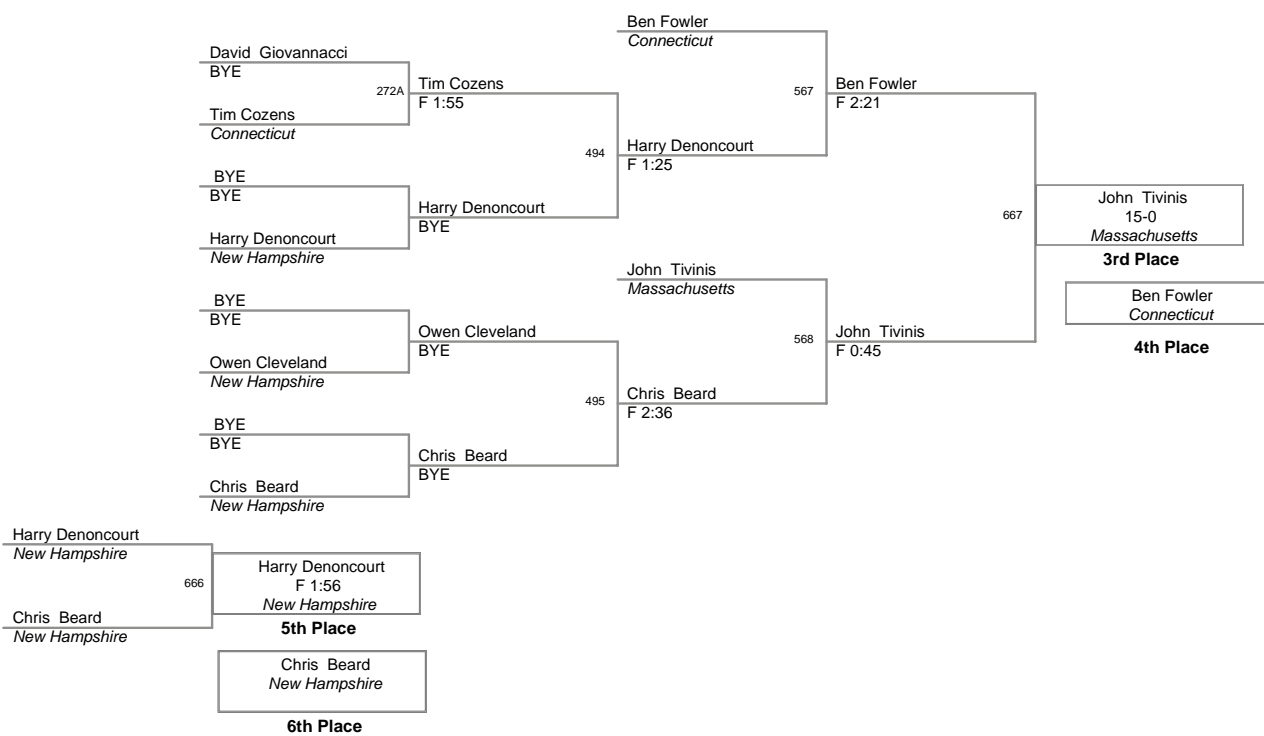 Ben Fowler
Connecticut
David  Giovannacci
BYE
272A
Tim Cozens
F 1:55
567
Ben Fowler
F 2:21
Tim Cozens
Connecticut
494
Harry Denoncourt
F 1:25
BYE
BYE
Harry Denoncourt
BYE
Harry Denoncourt
New Hampshire
667
John  Tivinis
15-0
Massachusetts
3rd Place
John  Tivinis
Massachusetts
Ben Fowler
Connecticut
4th Place
BYE
BYE
Owen Cleveland
BYE
568
John  Tivinis
F 0:45
Owen Cleveland
New Hampshire
495
Chris  Beard
F 2:36
BYE
BYE
Chris  Beard
BYE
Chris  Beard
New Hampshire
Harry Denoncourt
New Hampshire
666
Harry Denoncourt
F 1:56
New Hampshire
5th Place
Chris  Beard
New Hampshire
Chris  Beard
New Hampshire
6th Place